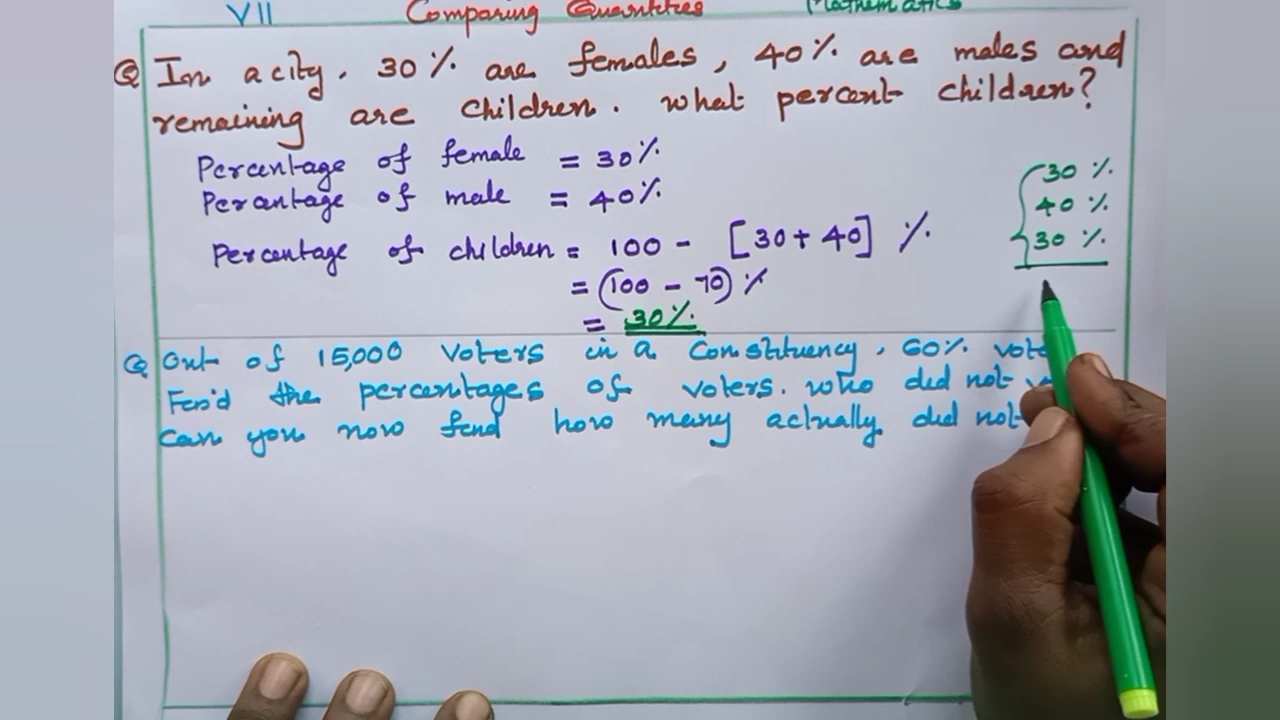 VII Comparing Quantities Mathematics
Q In a city, 30% are females, 40% are males and
remaining are children. What percent children?
Percentage of female = 30%
Percentage of male = 40%
Percentage of children = 100 - [30+40] %
= (100 - 70) %
= 30%
30 %
40 %
30 %
Q Out of 15,000 voters in a constituency, 60%
Find the percentages of voters. who did not
Can you now find how many actually did not